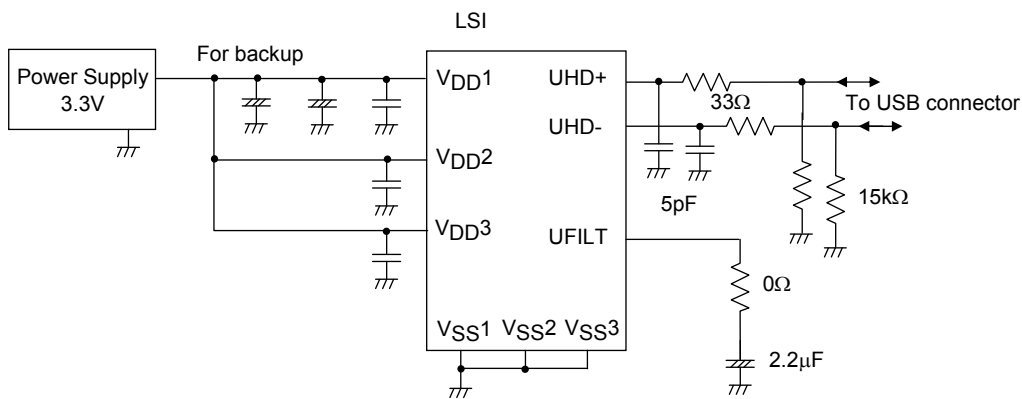 LSI
For backup
Power Supply
3.3V
VDD1
VDD2
VDD3
UHD+
UHD-
UFILT
VSS1 VSS2 VSS3
33Ω
To USB connector
5pF
15kΩ
0Ω
2.2μF